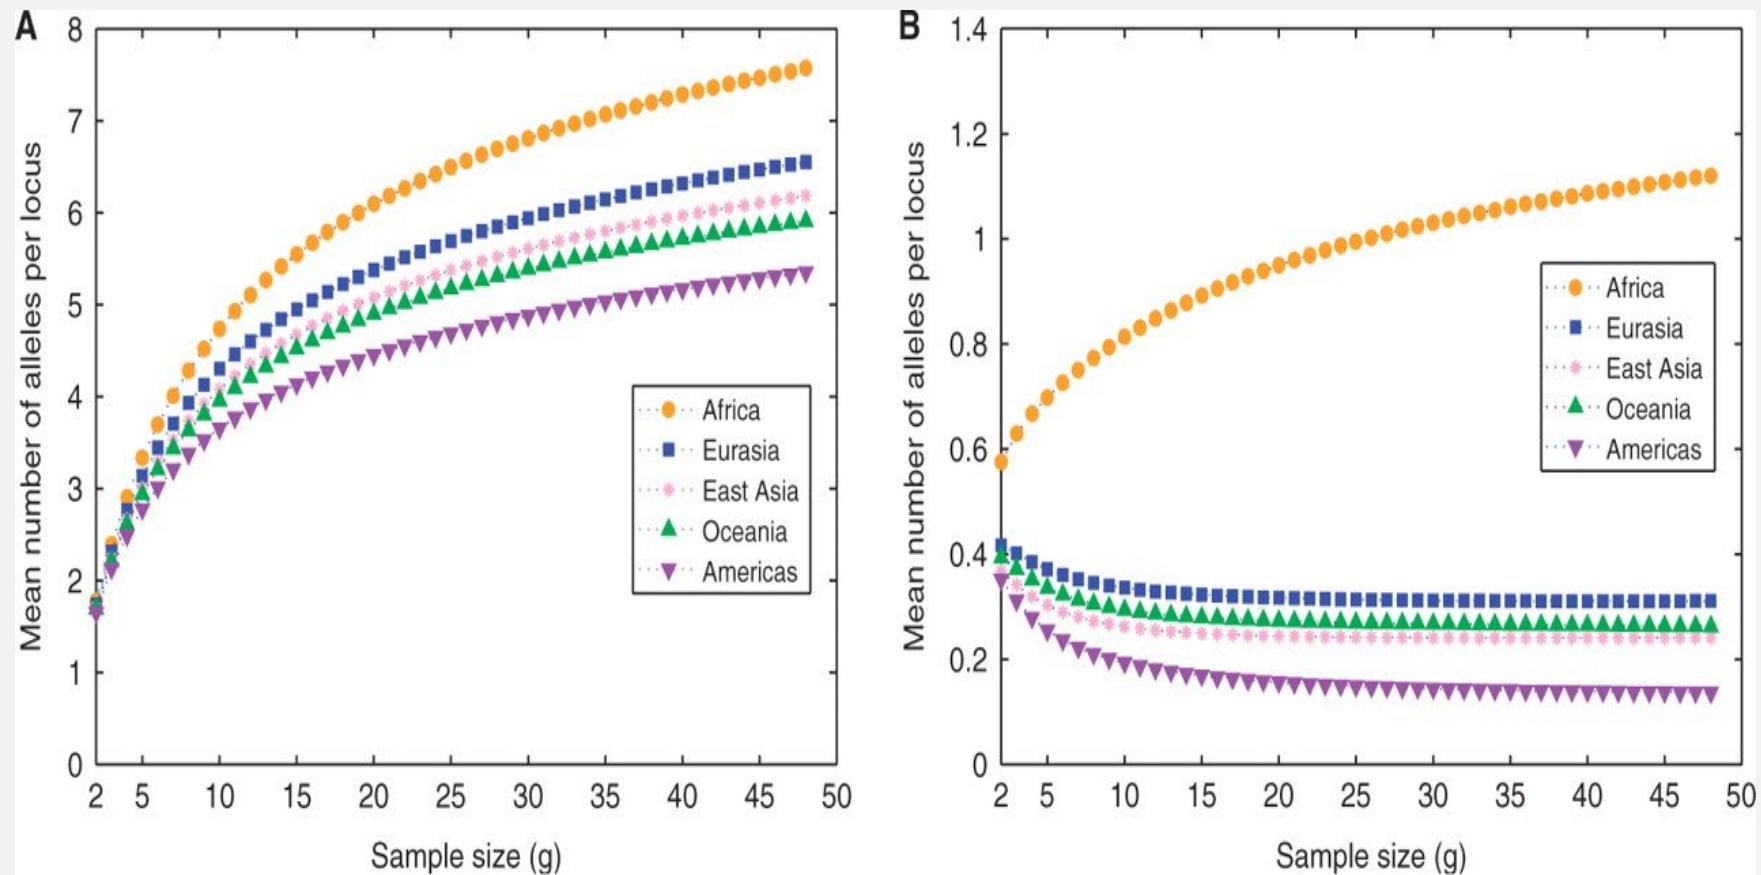 A
Mean number of alleles per locus
8
7
6
5
4
3
2
1
0
2 5 10 15 20 25 30 35 40 45 50
Sample size (g)
Africa
Eurasia
East Asia
Oceania
Americas
B
Mean number of alleles per locus
1.4
1.2
1
0.8
0.6
0.4
0.2
0
2 5 10 15 20 25 30 35 40 45 50
Sample size (g)
Africa
Eurasia
East Asia
Oceania
Americas